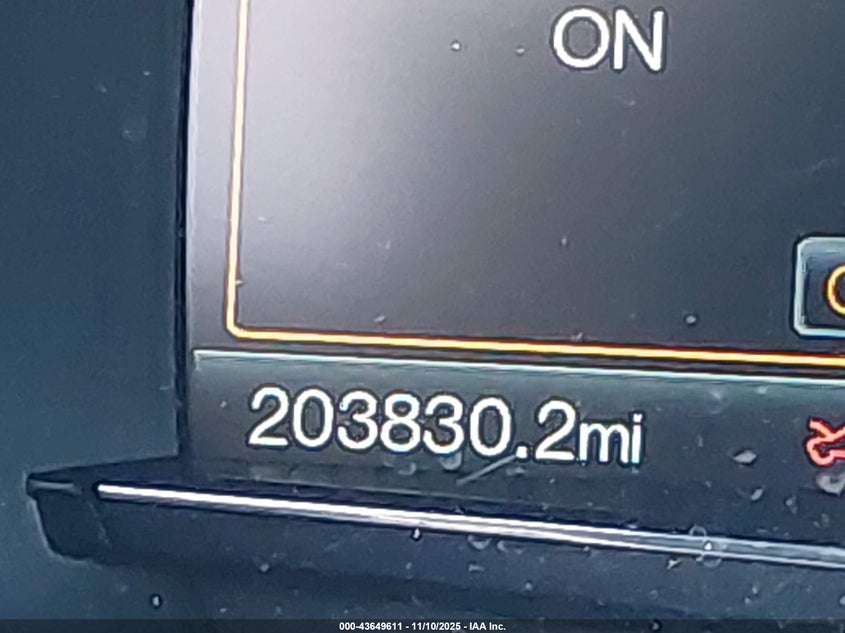 ON
203830.2mi
000-43649611 - 11/10/2025 - IAA Inc.